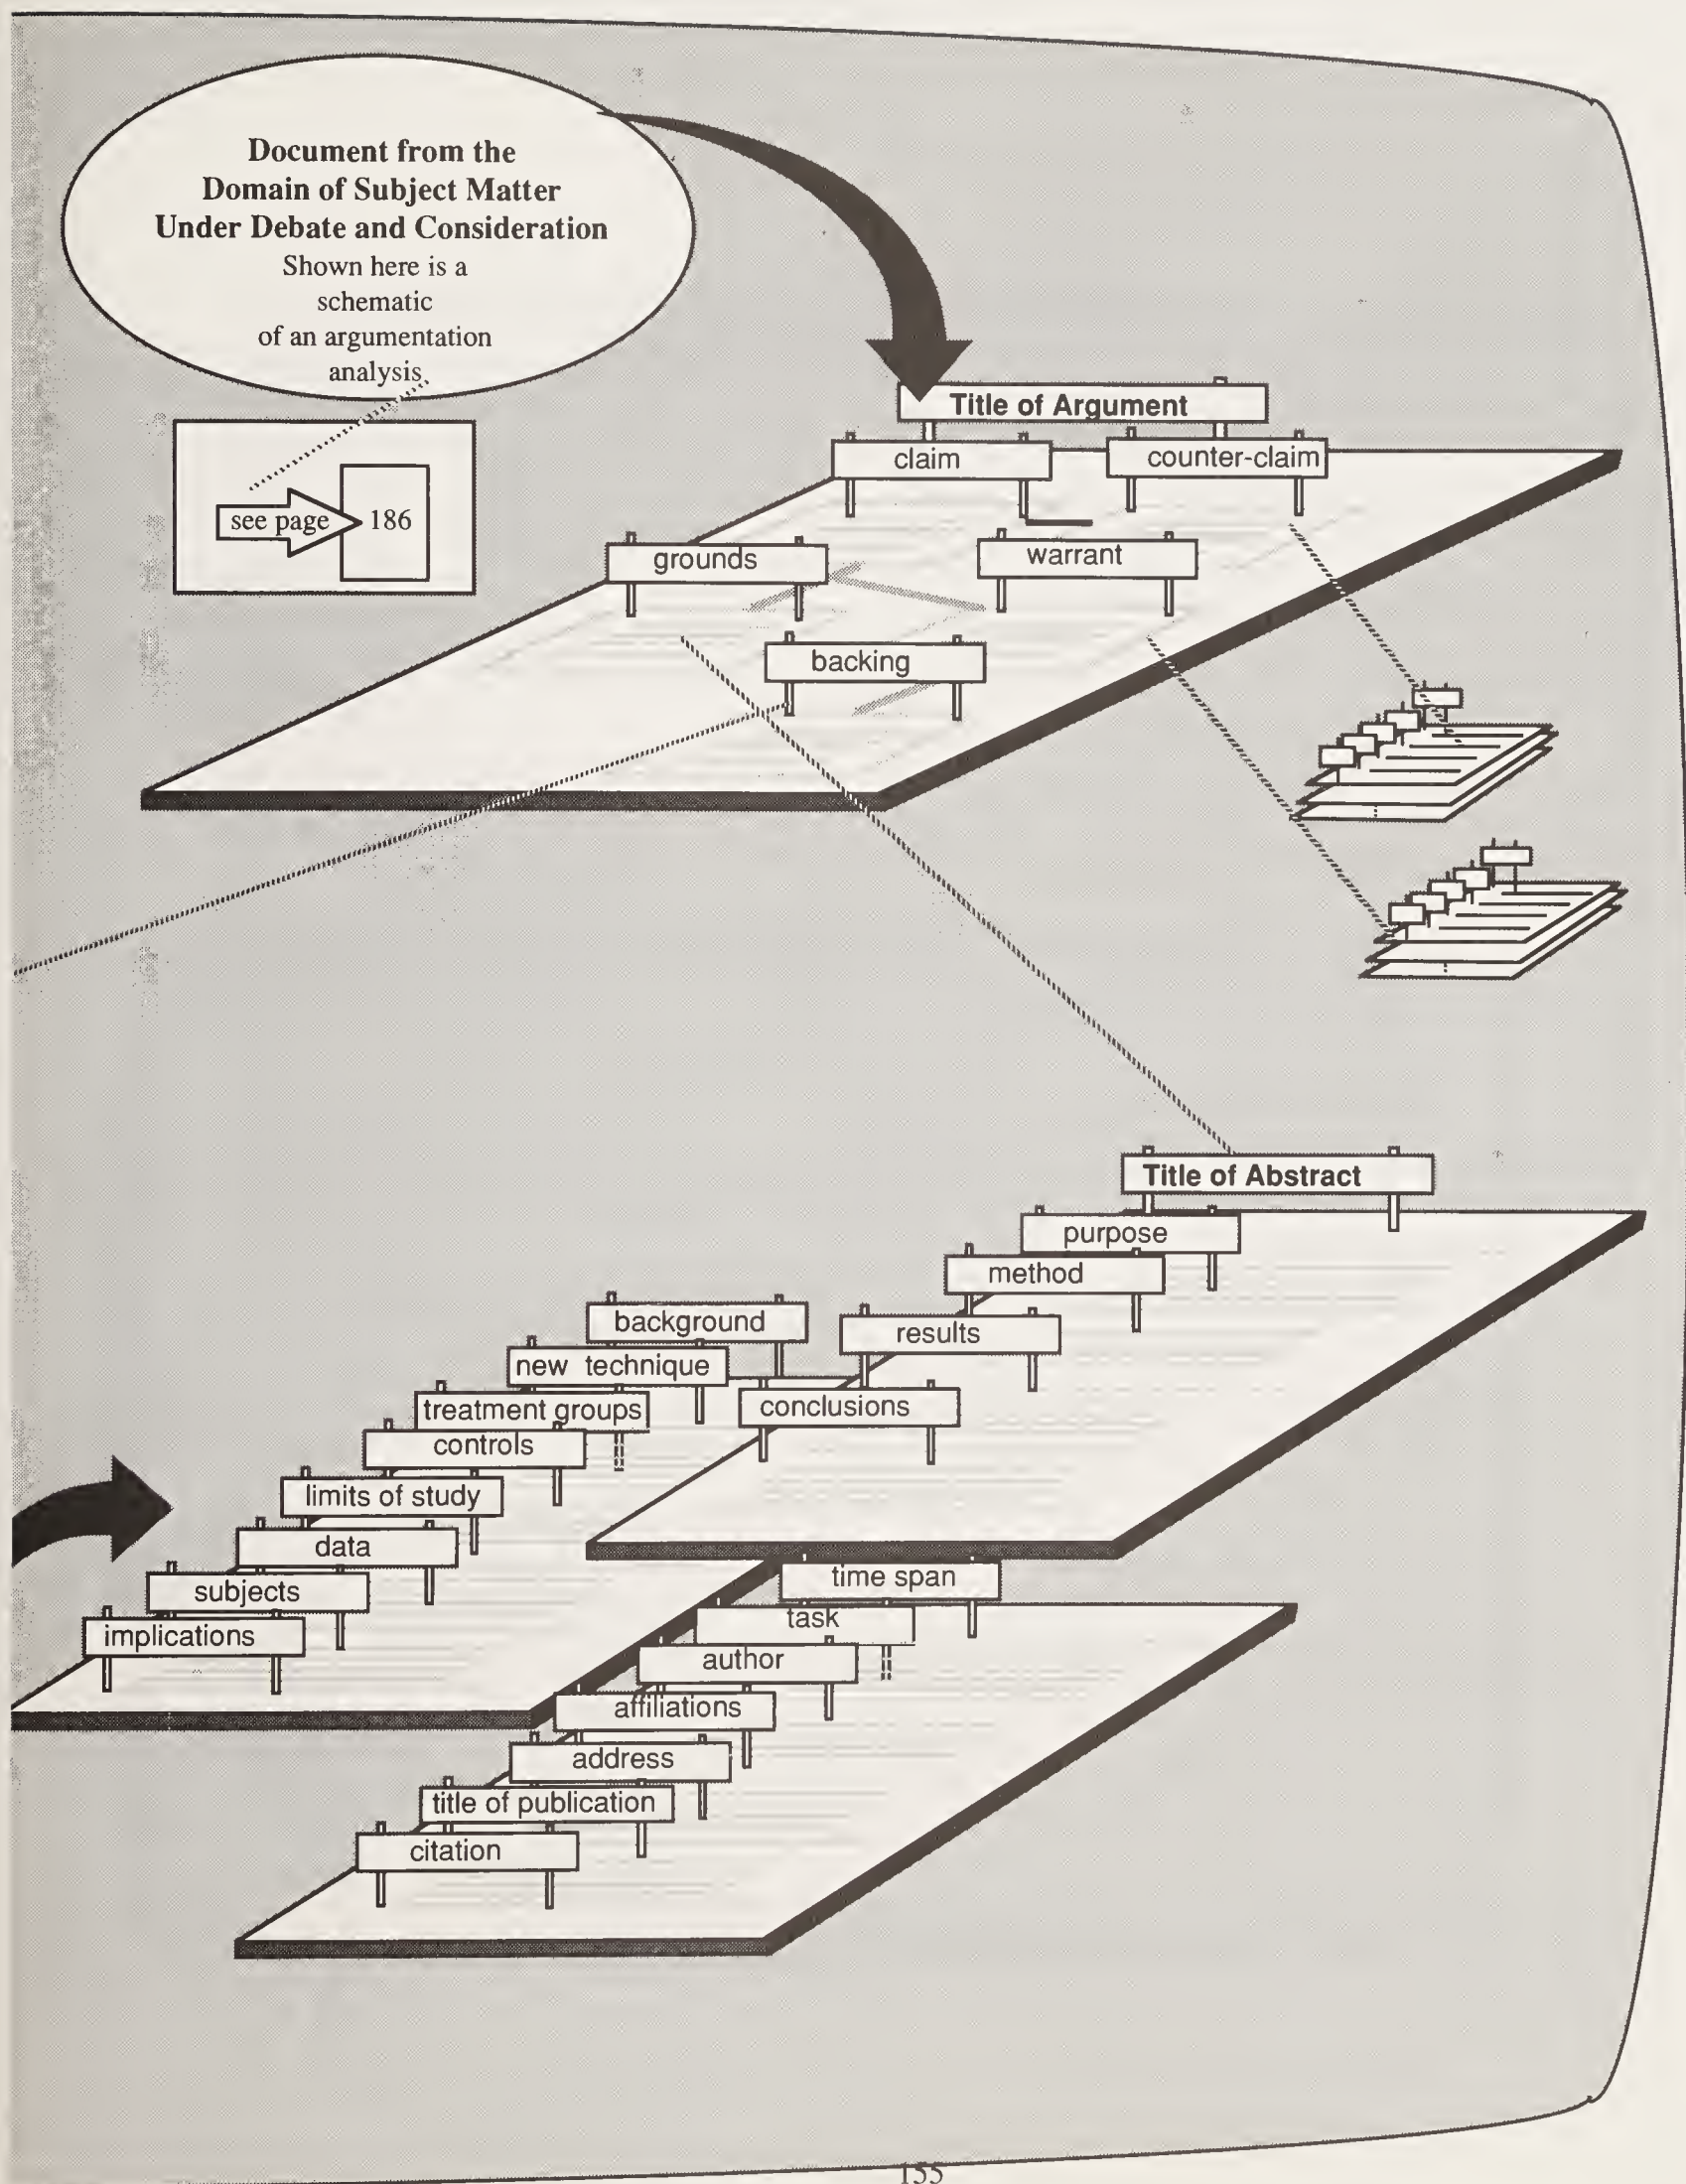 Document from the
Domain of Subject Matter
Under Debate and Consideration
Shown here is a
schematic
of an argumentation
analysis
see page 186
Title of Argument
claim
counter-claim
grounds
warrant
backing
Title of Abstract
purpose
method
results
conclusions
background
new technique
treatment groups
controls
limits of study
data
subjects
implications
time span
task
author
affiliations
address
title of publication
citation
155